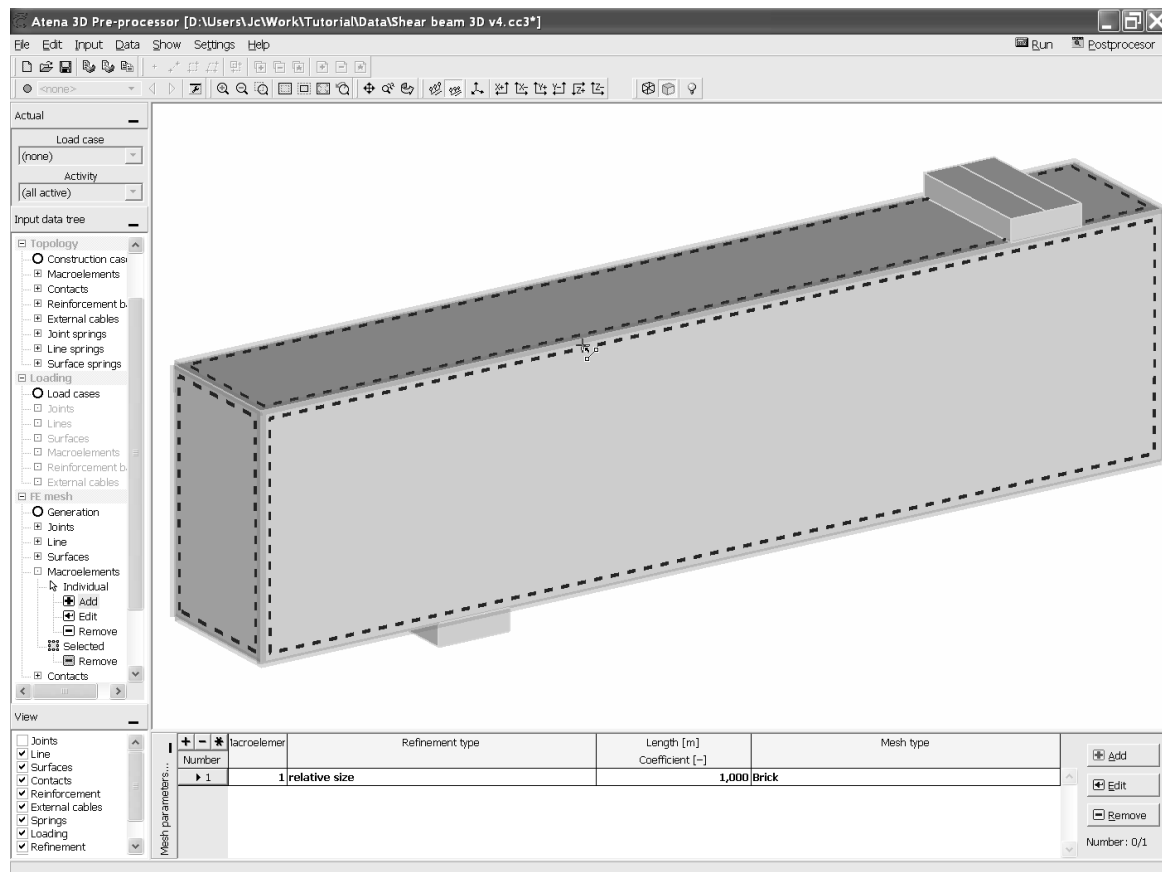 Atena 3D Pre-processor [D:\Users\Jc\Work\Tutorial\Data\Shear beam 3D v4.cc3*]
File Edit Input Data Show Settings Help Run Postprocesor
<none>
Actual
Load case
(none)
Activity
(all active)
Input data tree
Topology
Construction case
Macroelements
Contacts
Reinforcement b
External cables
Joint springs
Line springs
Surface springs
Loading
Load cases
Joints
Lines
Surfaces
Macroelements
Reinforcement b
External cables
FE mesh
Generation
Joints
Line
Surfaces
Macroelements
Individual
Add
Edit
Remove
Selected
Remove
Contacts
View
Joints
Line
Surfaces
Contacts
Reinforcement
External cables
Springs
Loading
Refinement
Mesh parameters...
Number
lacroelemer
Refinement type
Length [m]
Coefficient [–]
Mesh type
1 1 relative size 1,000 Brick
Add
Edit
Remove
Number: 0/1